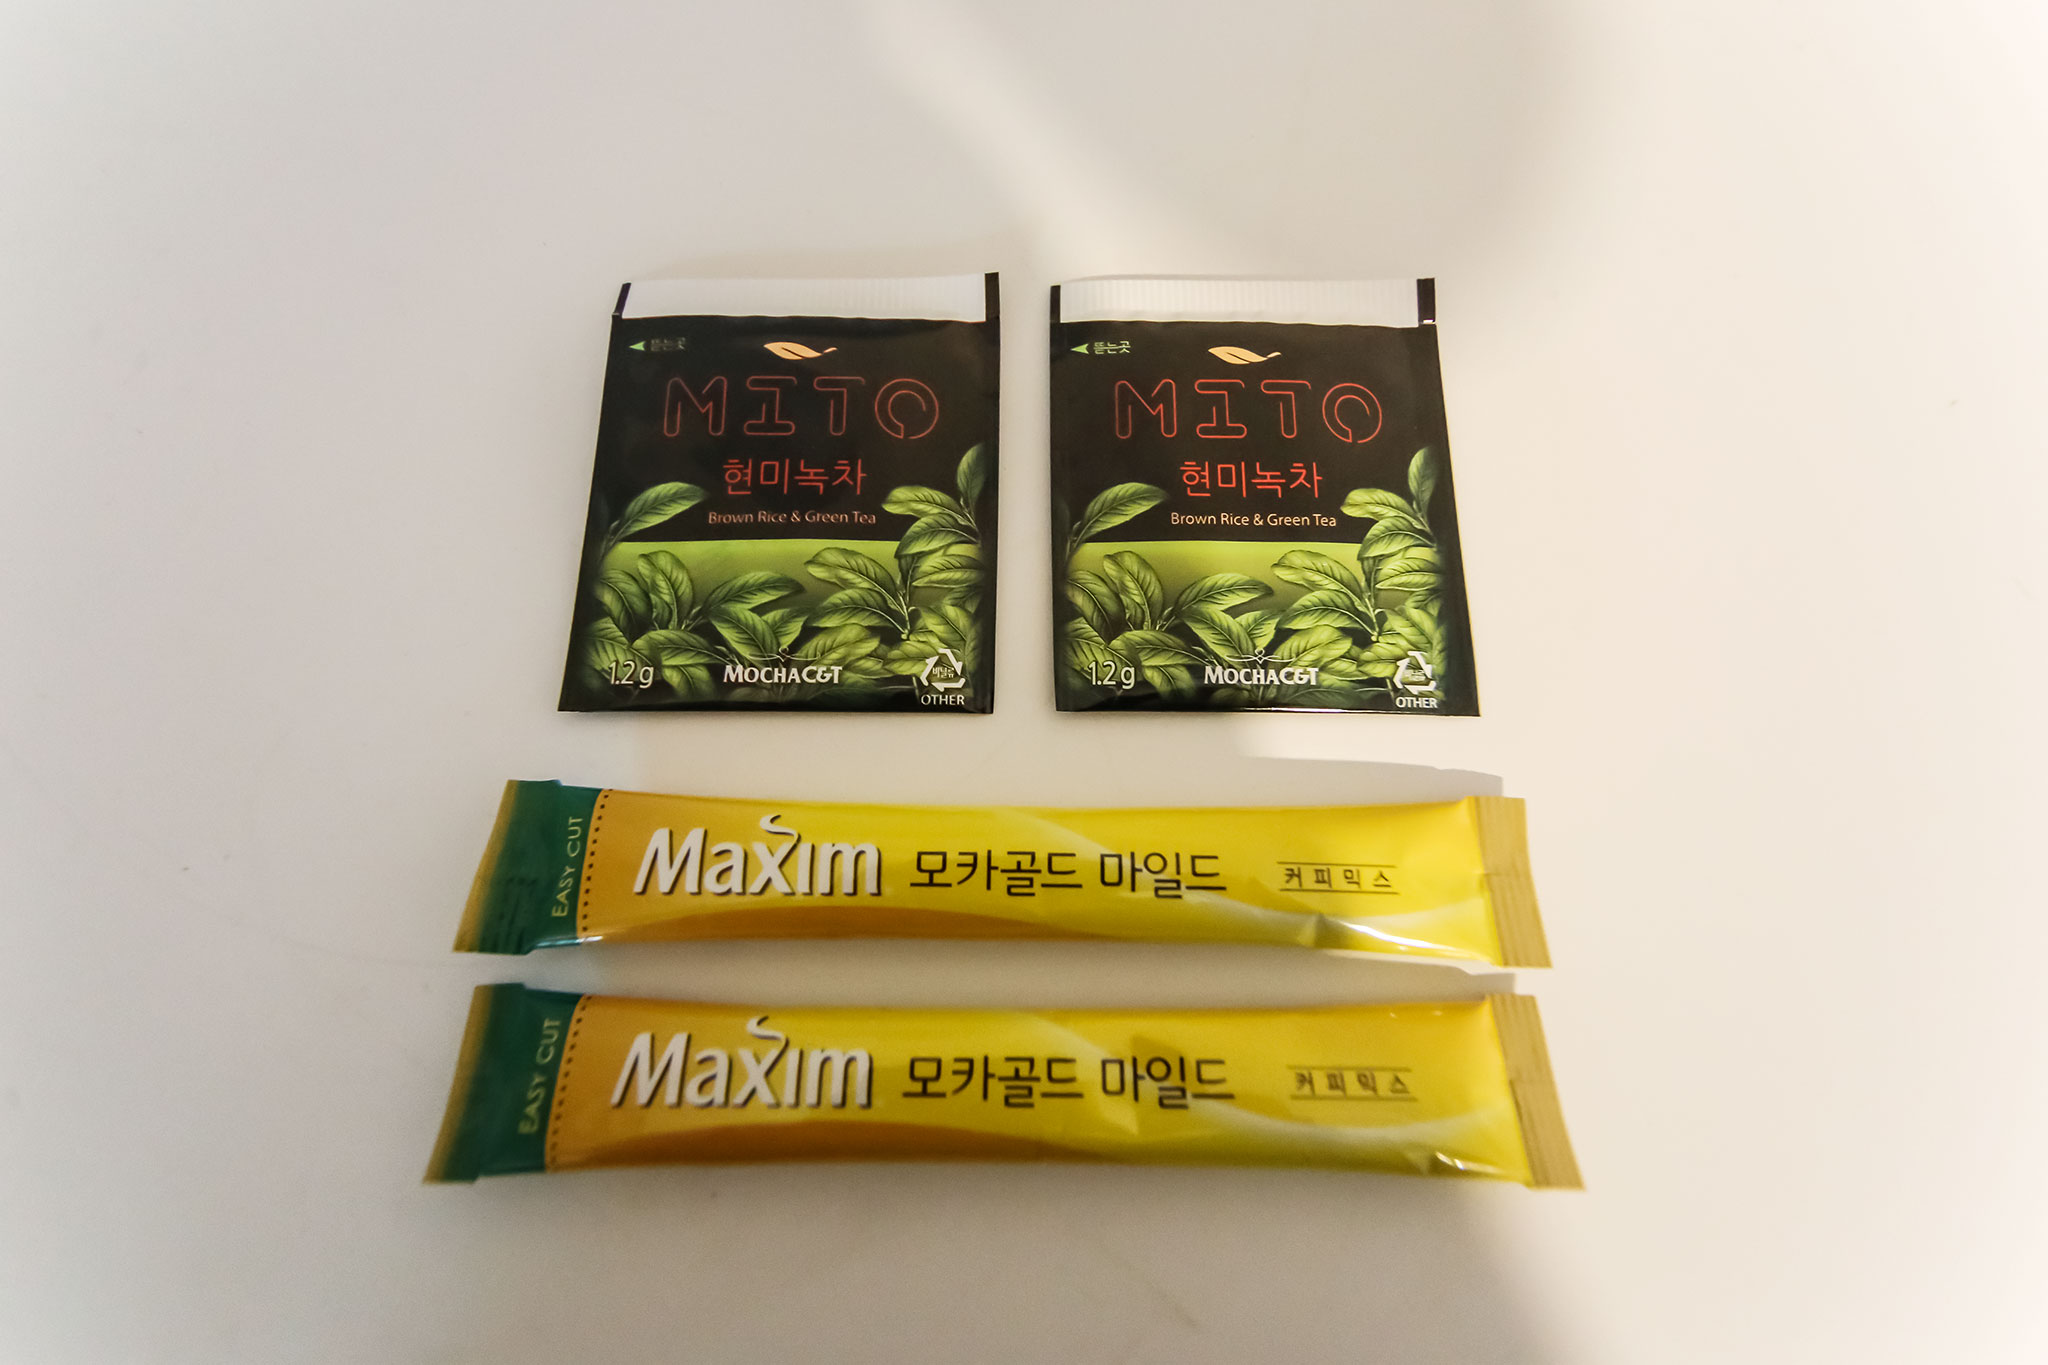 뜯는곳
MITO
현미녹차
Brown Rice & Green Tea
1.2g
MOCHAC&T
비닐류
OTHER
뜯는곳
MITO
현미녹차
Brown Rice & Green Tea
1.2g
MOCHAC&T
OTHER
EASY CUT
Maxim 모카골드 마일드 커피믹스
EASY CUT
Maxim 모카골드 마일드 커피믹스